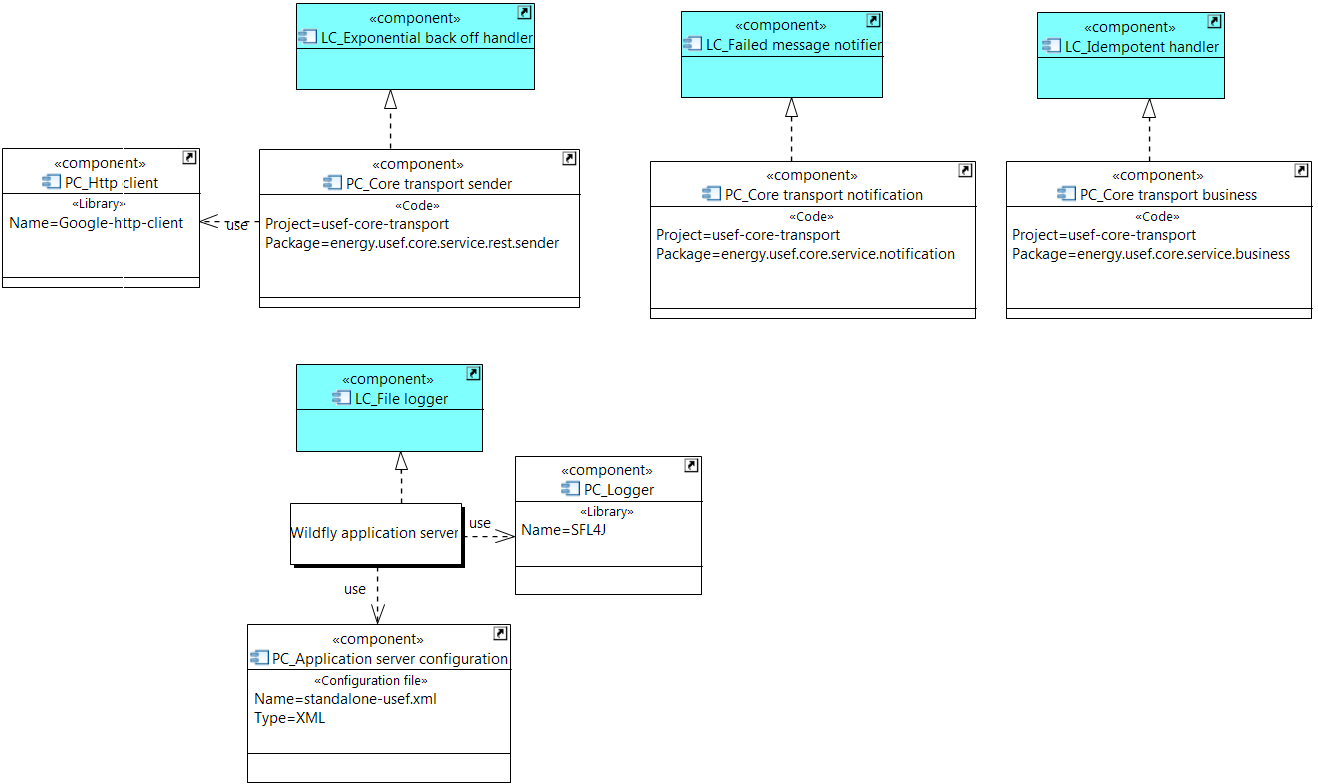 «component»
LC_Exponential back off handler
«component»
LC_Failed message notifier
«component»
LC_Idempotent handler
«component»
PC_Http client
«Library»
Name=Google-http-client
use
«component»
PC_Core transport sender
«Code»
Project=usef-core-transport
Package=energy.usef.core.service.rest.sender
«component»
PC_Core transport notification
«Code»
Project=usef-core-transport
Package=energy.usef.core.service.notification
«component»
PC_Core transport business
«Code»
Project=usef-core-transport
Package=energy.usef.core.service.business
«component»
LC_File logger
Wildfly application server
use
«component»
PC_Logger
«Library»
Name=SFL4J
use
«component»
PC_Application server configuration
«Configuration file»
Name=standalone-usef.xml
Type=XML